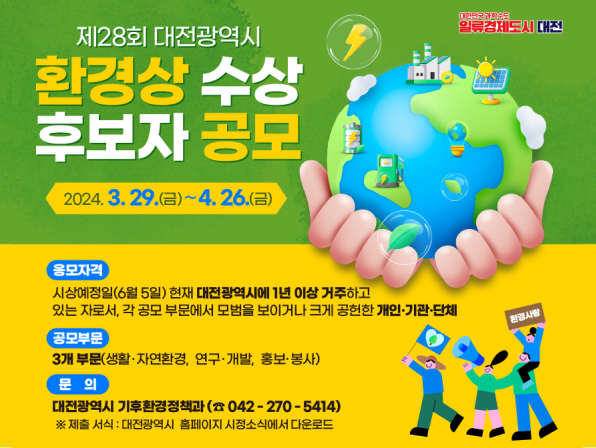 대한민국 과학수도
일류경제도시 대전
제28회 대전광역시
환경상 수상
후보자 공모
2024. 3. 29.(금) ~ 4. 26.(금)
응모자격
시상예정일(6월 5일) 현재 대전광역시에 1년 이상 거주하고
있는 자로서, 각 공모 부문에서 모범을 보이거나 크게 공헌한 개인·기관·단체
환경사랑
공모부문
3개 부문(생활·자연환경, 연구·개발, 홍보·봉사)
문 의
대전광역시 기후환경정책과 (☎ 042 - 270 - 5414)
※ 제출 서식 : 대전광역시 홈페이지 시정소식에서 다운로드